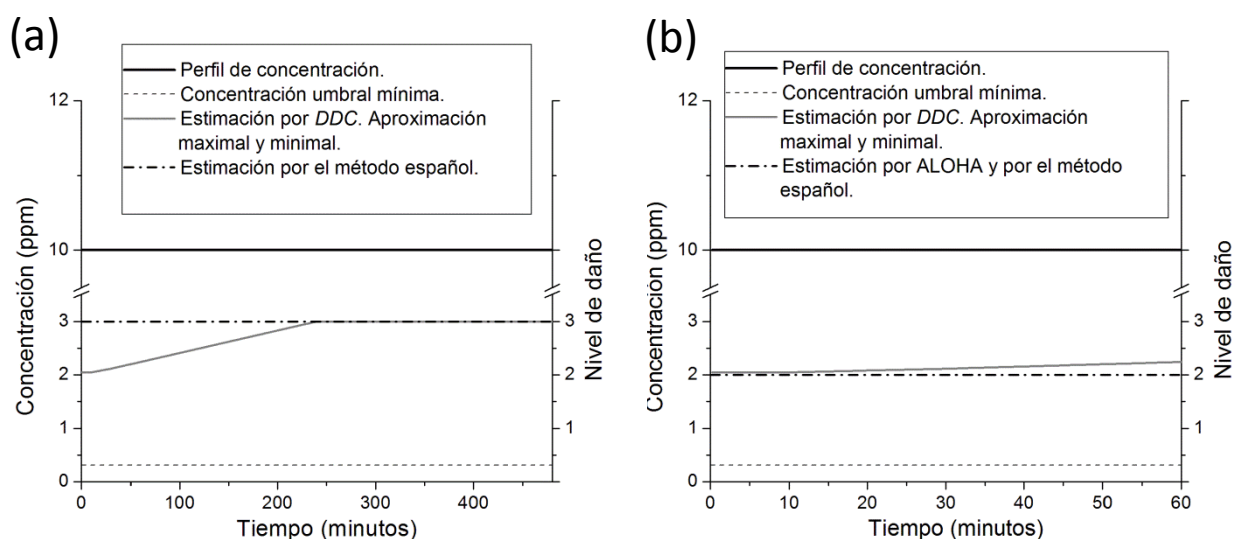 (a)
Perfil de concentración.
Concentración umbral mínima.
Estimación por DDC. Aproximación
maximal y minimal.
Estimación por el método español.
Concentración (ppm)
12
10
3
2
1
0
Nivel de daño
3
2
1
0 100 200 300 400
Tiempo (minutos)
(b)
Perfil de concentración.
Concentración umbral mínima.
Estimación por DDC. Aproximación
maximal y minimal.
Estimación por ALOHA y por el método
español.
Concentración (ppm)
12
10
3
2
1
0
Nivel de daño
3
2
1
0 10 20 30 40 50 60
Tiempo (minutos)